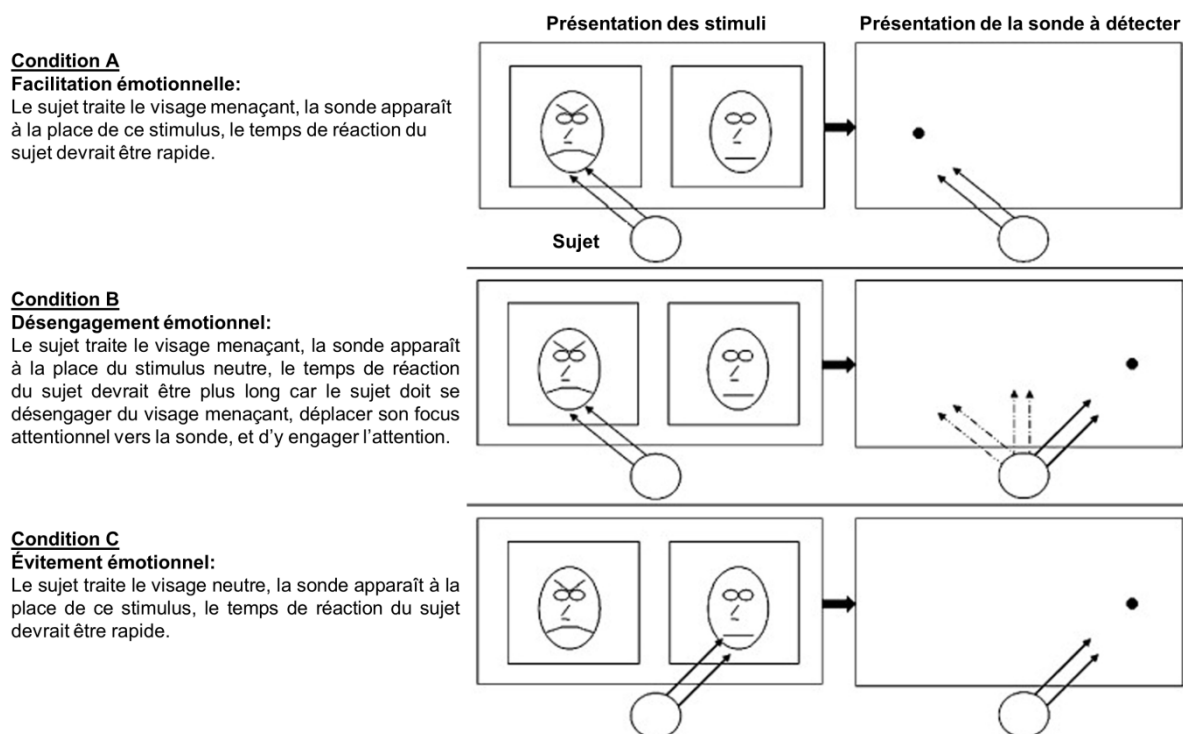 Présentation des stimuli
Présentation de la sonde à détecter
Condition A
Facilitation émotionnelle:
Le sujet traite le visage menaçant, la sonde apparaît
à la place de ce stimulus, le temps de réaction du
sujet devrait être rapide.
Sujet
Condition B
Désengagement émotionnel:
Le sujet traite le visage menaçant, la sonde apparaît
à la place du stimulus neutre, le temps de réaction
du sujet devrait être plus long car le sujet doit se
désengager du visage menaçant, déplacer son focus
attentionnel vers la sonde, et d'y engager l'attention.
Condition C
Évitement émotionnel:
Le sujet traite le visage neutre, la sonde apparaît à la
place de ce stimulus, le temps de réaction du sujet
devrait être rapide.